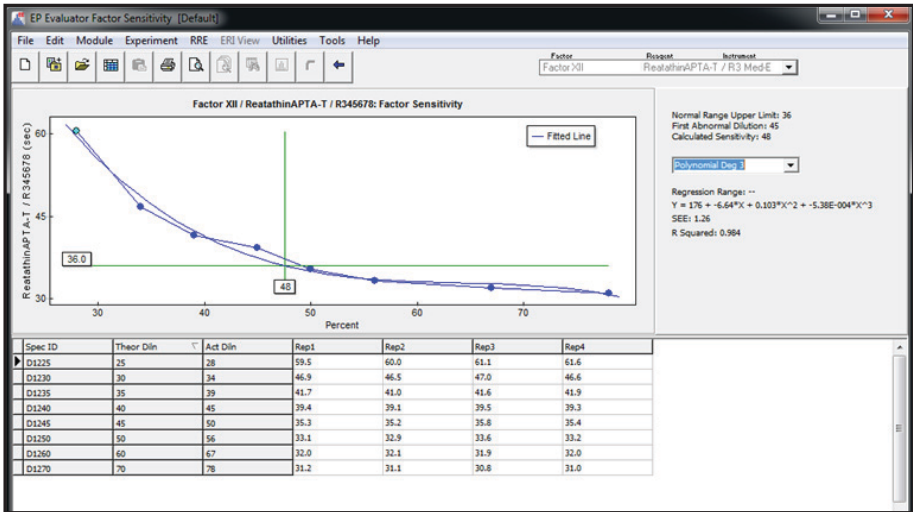 EP Evaluator Factor Sensitivity [Default]
File Edit Module Experiment RRE ERI View Utilities Tools Help
Factor Reagent Instrument
Factor XII ReatathinAPTA-T / R3 Med-E
Factor XII / ReatathinAPTA-T / R345678: Factor Sensitivity
ReatathinAPTA-T / R345678 (sec)
60
45
30
Fitted Line
36.0
48
30 40 50 60 70
Percent
Normal Range Upper Limit: 36
First Abnormal Dilution: 45
Calculated Sensitivity: 48
Polynomial Deg 3
Regression Range: --
Y = 176 + -6.64*X + 0.103*X^2 + -5.38E-004*X^3
SEE: 1.26
R Squared: 0.984
Spec ID Theor Diln Act Diln Rep1 Rep2 Rep3 Rep4
D1225 25 28 59.5 60.0 61.1 61.6
D1230 30 34 46.9 46.5 47.0 46.6
D1235 35 39 41.7 41.0 41.6 41.9
D1240 40 45 39.4 39.1 39.5 39.3
D1245 45 50 35.3 35.2 35.8 35.4
D1250 50 56 33.1 32.9 33.6 33.2
D1260 60 67 32.0 32.1 31.9 32.0
D1270 70 78 31.2 31.1 30.8 31.0